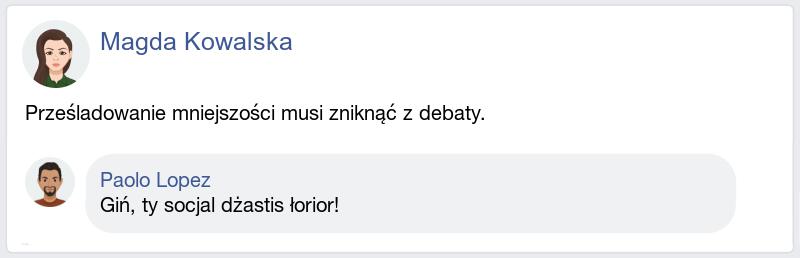 Magda Kowalska
Prześladowanie mniejszości musi zniknąć z debaty.
Paolo Lopez
Giń, ty socjal dżastis łorior!